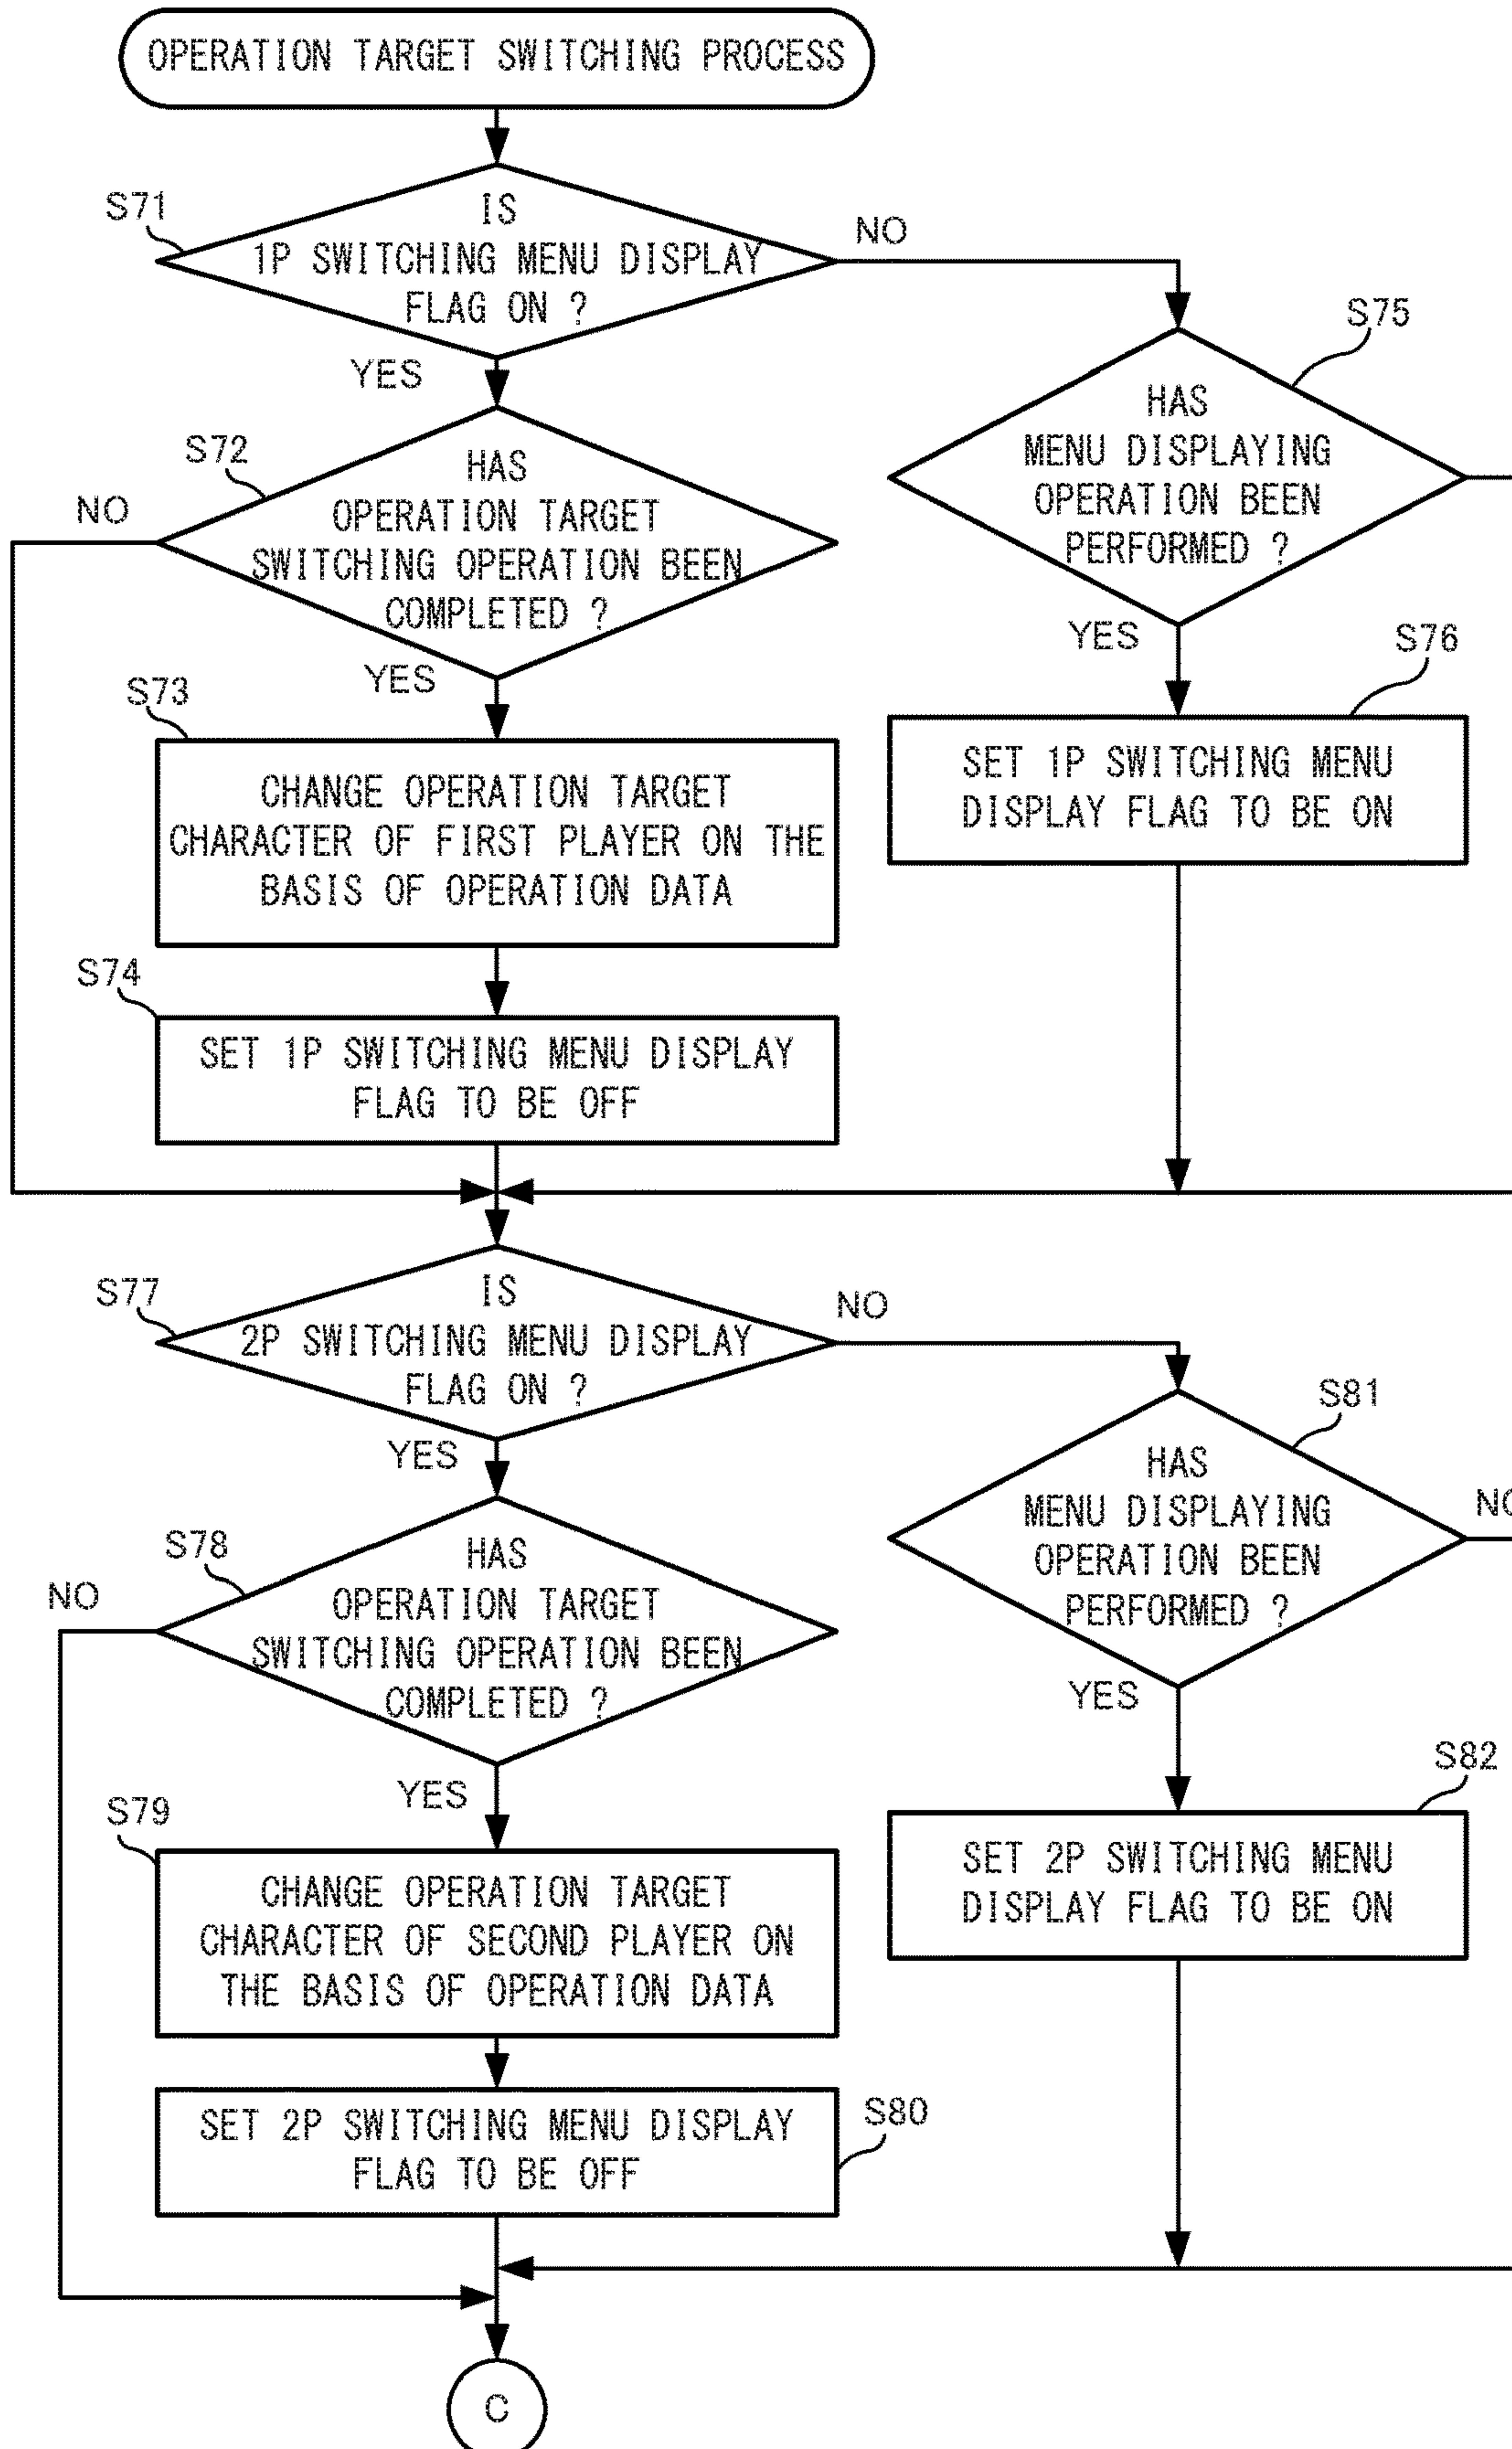 OPERATION TARGET SWITCHING PROCESS
S71
IS
1P SWITCHING MENU DISPLAY
FLAG ON ?
NO
YES
S75
HAS
MENU DISPLAYING
OPERATION BEEN
PERFORMED ?
YES
S72
HAS
OPERATION TARGET
SWITCHING OPERATION BEEN
COMPLETED ?
NO
YES
S76
SET 1P SWITCHING MENU
DISPLAY FLAG TO BE ON
S73
CHANGE OPERATION TARGET
CHARACTER OF FIRST PLAYER ON THE
BASIS OF OPERATION DATA
S74
SET 1P SWITCHING MENU DISPLAY
FLAG TO BE OFF
S77
IS
2P SWITCHING MENU DISPLAY
FLAG ON ?
NO
YES
S81
HAS
MENU DISPLAYING
OPERATION BEEN
PERFORMED ?
YES
S78
HAS
OPERATION TARGET
SWITCHING OPERATION BEEN
COMPLETED ?
NO
YES
S82
SET 2P SWITCHING MENU
DISPLAY FLAG TO BE ON
S79
CHANGE OPERATION TARGET
CHARACTER OF SECOND PLAYER ON
THE BASIS OF OPERATION DATA
S80
SET 2P SWITCHING MENU DISPLAY
FLAG TO BE OFF
C